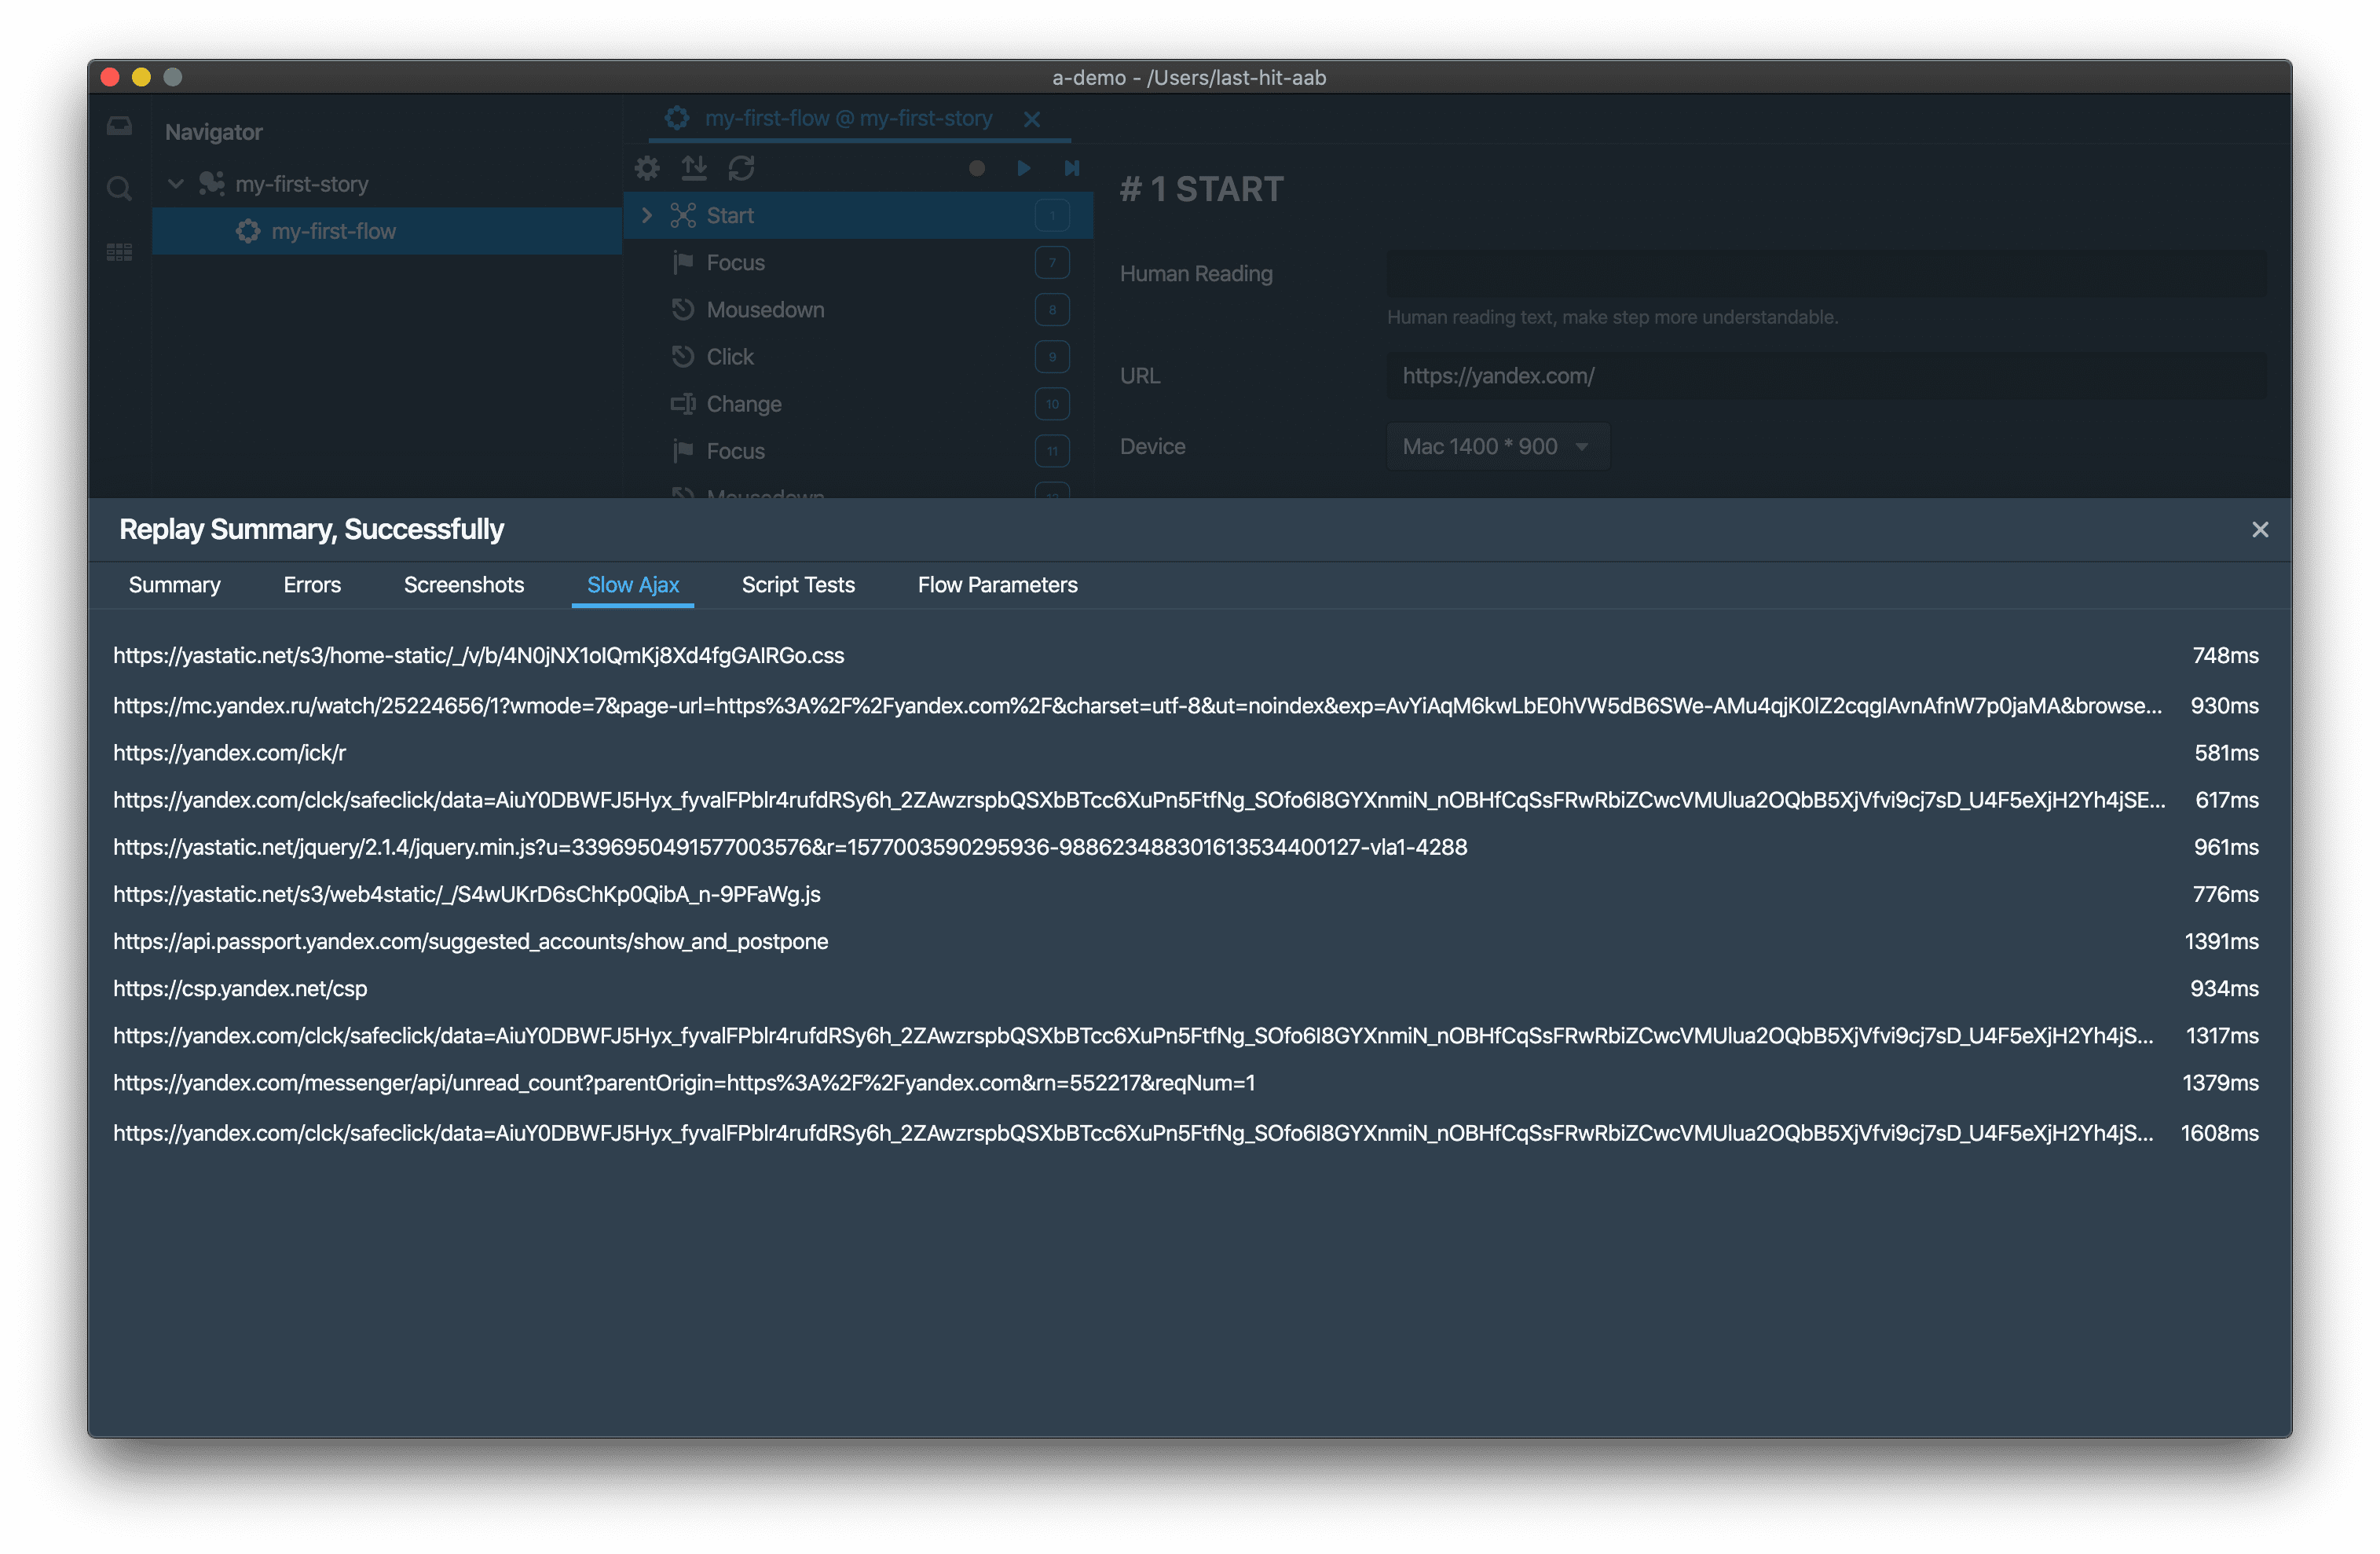 a-demo - /Users/last-hit-aab
Navigator
my-first-story
my-first-flow
my-first-flow @ my-first-story
Start 1
Focus 7
Mousedown 8
Click 9
Change 10
Focus 11
Mousedown 12
# 1 START
Human Reading
Human reading text, make step more understandable.
URL https://yandex.com/
Device Mac 1400 * 900
Replay Summary, Successfully
Summary Errors Screenshots Slow Ajax Script Tests Flow Parameters
https://yastatic.net/s3/home-static/_/v/b/4N0jNX1oIQmKj8Xd4fgGAlRGo.css 748ms
https://mc.yandex.ru/watch/25224656/1?wmode=7&page-url=https%3A%2F%2Fyandex.com%2F&charset=utf-8&ut=noindex&exp=AvYiAqM6kwLbE0hVW5dB6SWe-AMu4qjK0lZ2cqgIAvnAfnW7p0jaMA&browse... 930ms
https://yandex.com/ick/r 581ms
https://yandex.com/clck/safeclick/data=AiuY0DBWFJ5Hyx_fyvalFPblr4rufdRSy6h_2ZAwzrspbQSXbBTcc6XuPn5FtfNg_SOfo6I8GYXnmiN_nOBHfCqSsFRwRbiZCwcVMUlua2OQbB5XjVfvi9cj7sD_U4F5eXjH2Yh4jSE... 617ms
https://yastatic.net/jquery/2.1.4/jquery.min.js?u=3396950491577003576&r=1577003590295936-988623488301613534400127-vla1-4288 961ms
https://yastatic.net/s3/web4static/_/S4wUKrD6sChKp0QibA_n-9PFaWg.js 776ms
https://api.passport.yandex.com/suggested_accounts/show_and_postpone 1391ms
https://csp.yandex.net/csp 934ms
https://yandex.com/clck/safeclick/data=AiuY0DBWFJ5Hyx_fyvalFPblr4rufdRSy6h_2ZAwzrspbQSXbBTcc6XuPn5FtfNg_SOfo6I8GYXnmiN_nOBHfCqSsFRwRbiZCwcVMUlua2OQbB5XjVfvi9cj7sD_U4F5eXjH2Yh4jS... 1317ms
https://yandex.com/messenger/api/unread_count?parentOrigin=https%3A%2F%2Fyandex.com&rn=552217&reqNum=1 1379ms
https://yandex.com/clck/safeclick/data=AiuY0DBWFJ5Hyx_fyvalFPblr4rufdRSy6h_2ZAwzrspbQSXbBTcc6XuPn5FtfNg_SOfo6I8GYXnmiN_nOBHfCqSsFRwRbiZCwcVMUlua2OQbB5XjVfvi9cj7sD_U4F5eXjH2Yh4jS... 1608ms